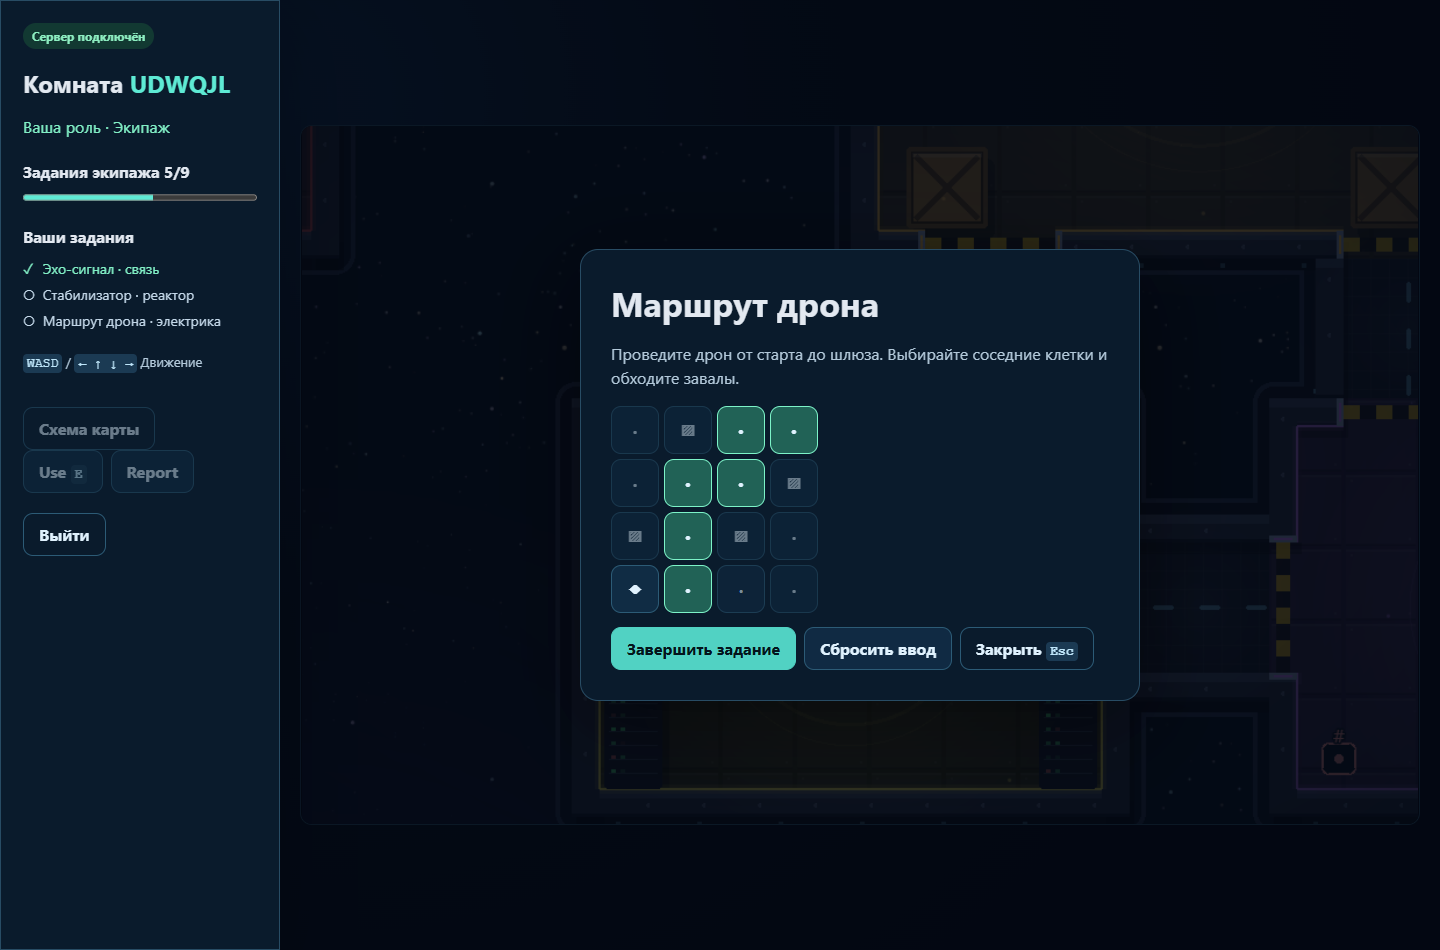 Сервер подключён
Комната UDWQJL
Ваша роль · Экипаж
Задания экипажа 5/9
Ваши задания
✓ Эхо-сигнал · связь
○ Стабилизатор · реактор
○ Маршрут дрона · электрика
WASD / ← ↑ ↓ → Движение
Схема карты
Use E
Report
Выйти
Маршрут дрона
Проведите дрон от старта до шлюза. Выбирайте соседние клетки и
обходите завалы.
Завершить задание
Сбросить ввод
Закрыть Esc
#